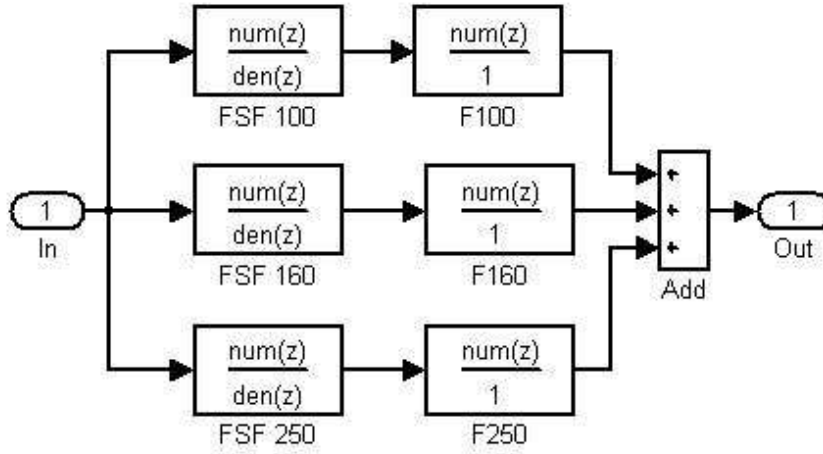 num(z)
den(z)
FSF 100
num(z)
1
F100
1
In
num(z)
den(z)
FSF 160
num(z)
1
F160
+
+
+
Add
1
Out
num(z)
den(z)
FSF 250
num(z)
1
F250